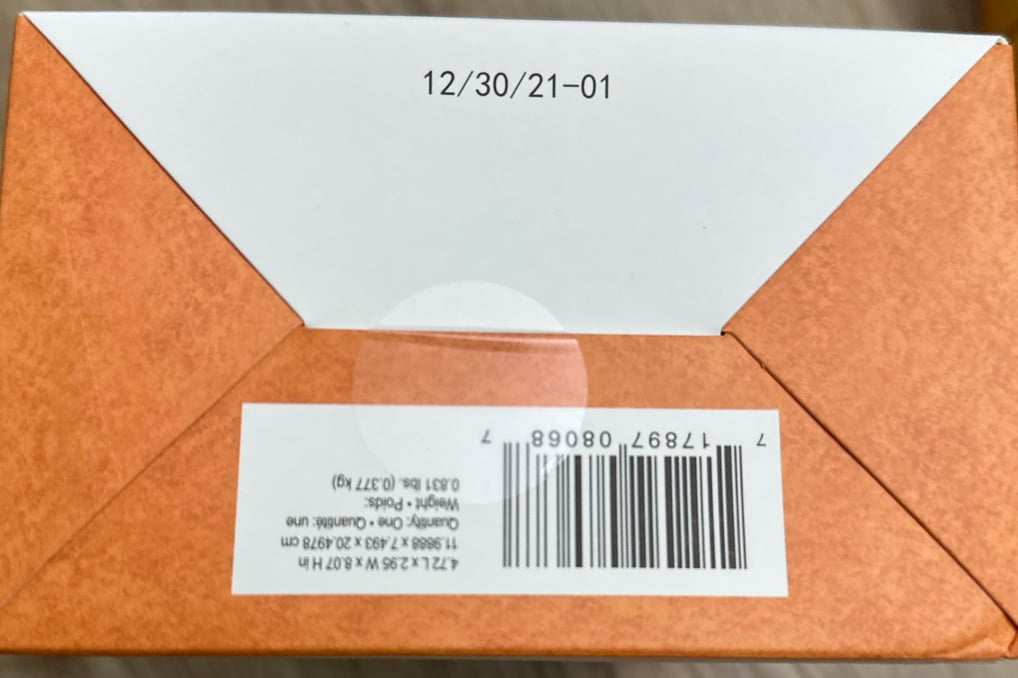 12/30/21-01
4.72 L x 2.95 W x 8.07 H in
11.9888 x 7.493 x 20.4978 cm
Quantity: One • Quantité: une
Weight • Poids:
0.831 lbs. (0.377 kg)
7 17897 08068 7